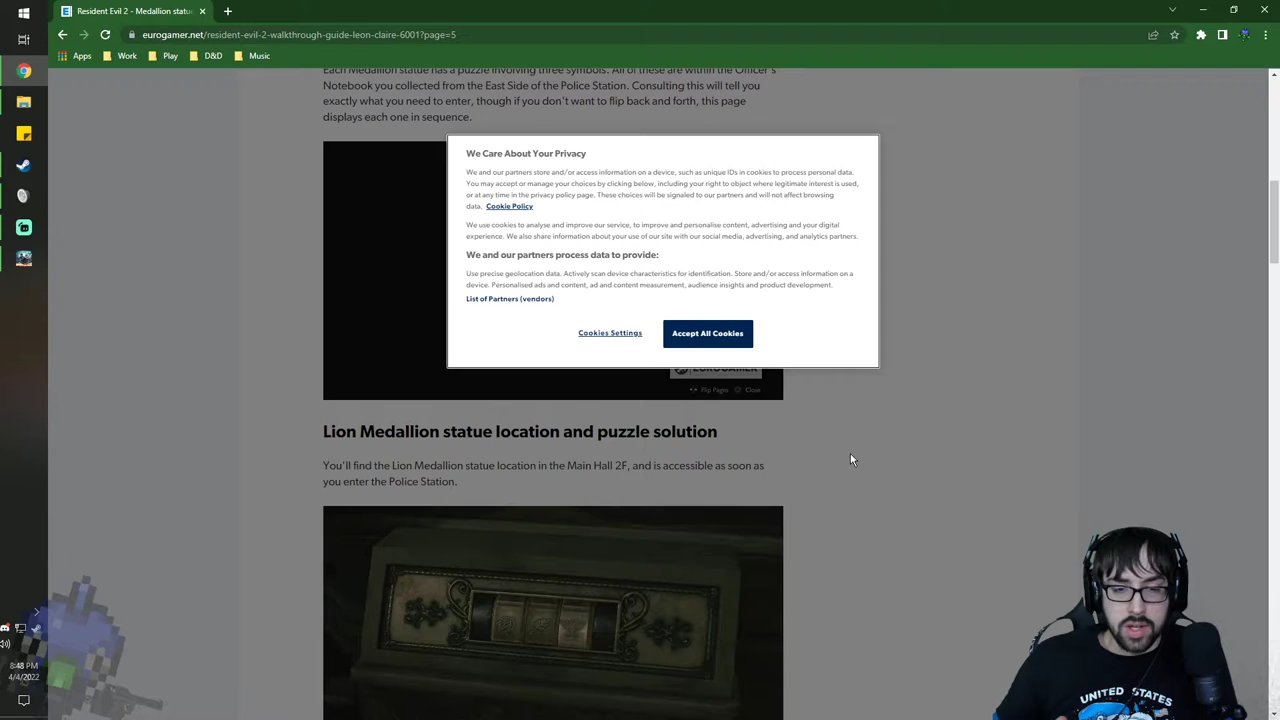 Resident Evil 2 - Medallion statu
eurogamer.net/resident-evil-2-walkthrough-guide-leon-claire-6001?page=5
Apps Work Play D&D Music
Each Medallion statue has a puzzle involving three symbols. All of these are within the Officer's
Notebook you collected from the East Side of the Police Station. Consulting this will tell you
exactly what you need to enter, though if you don't want to flip back and forth, this page
displays each one in sequence.
We Care About Your Privacy
We and our partners store and/or access information on a device, such as unique IDs in cookies to process personal data.
You may accept or manage your choices by clicking below, including your right to object where legitimate interest is used,
or at any time in the privacy policy page. These choices will be signaled to our partners and will not affect browsing
data. Cookie Policy
We use cookies to analyse and improve our service, to improve and personalise content, advertising and your digital
experience. We also share information about your use of our site with our social media, advertising, and analytics partners.
We and our partners process data to provide:
Use precise geolocation data. Actively scan device characteristics for identification. Store and/or access information on a
device. Personalised ads and content, ad and content measurement, audience insights and product development.
List of Partners (vendors)
Cookies Settings
Accept All Cookies
EUROGAMER
Flip Pages Close
Lion Medallion statue location and puzzle solution
You'll find the Lion Medallion statue location in the Main Hall 2F, and is accessible as soon as
you enter the Police Station.
8:48 PM
4/4/2022
UNITED STATES